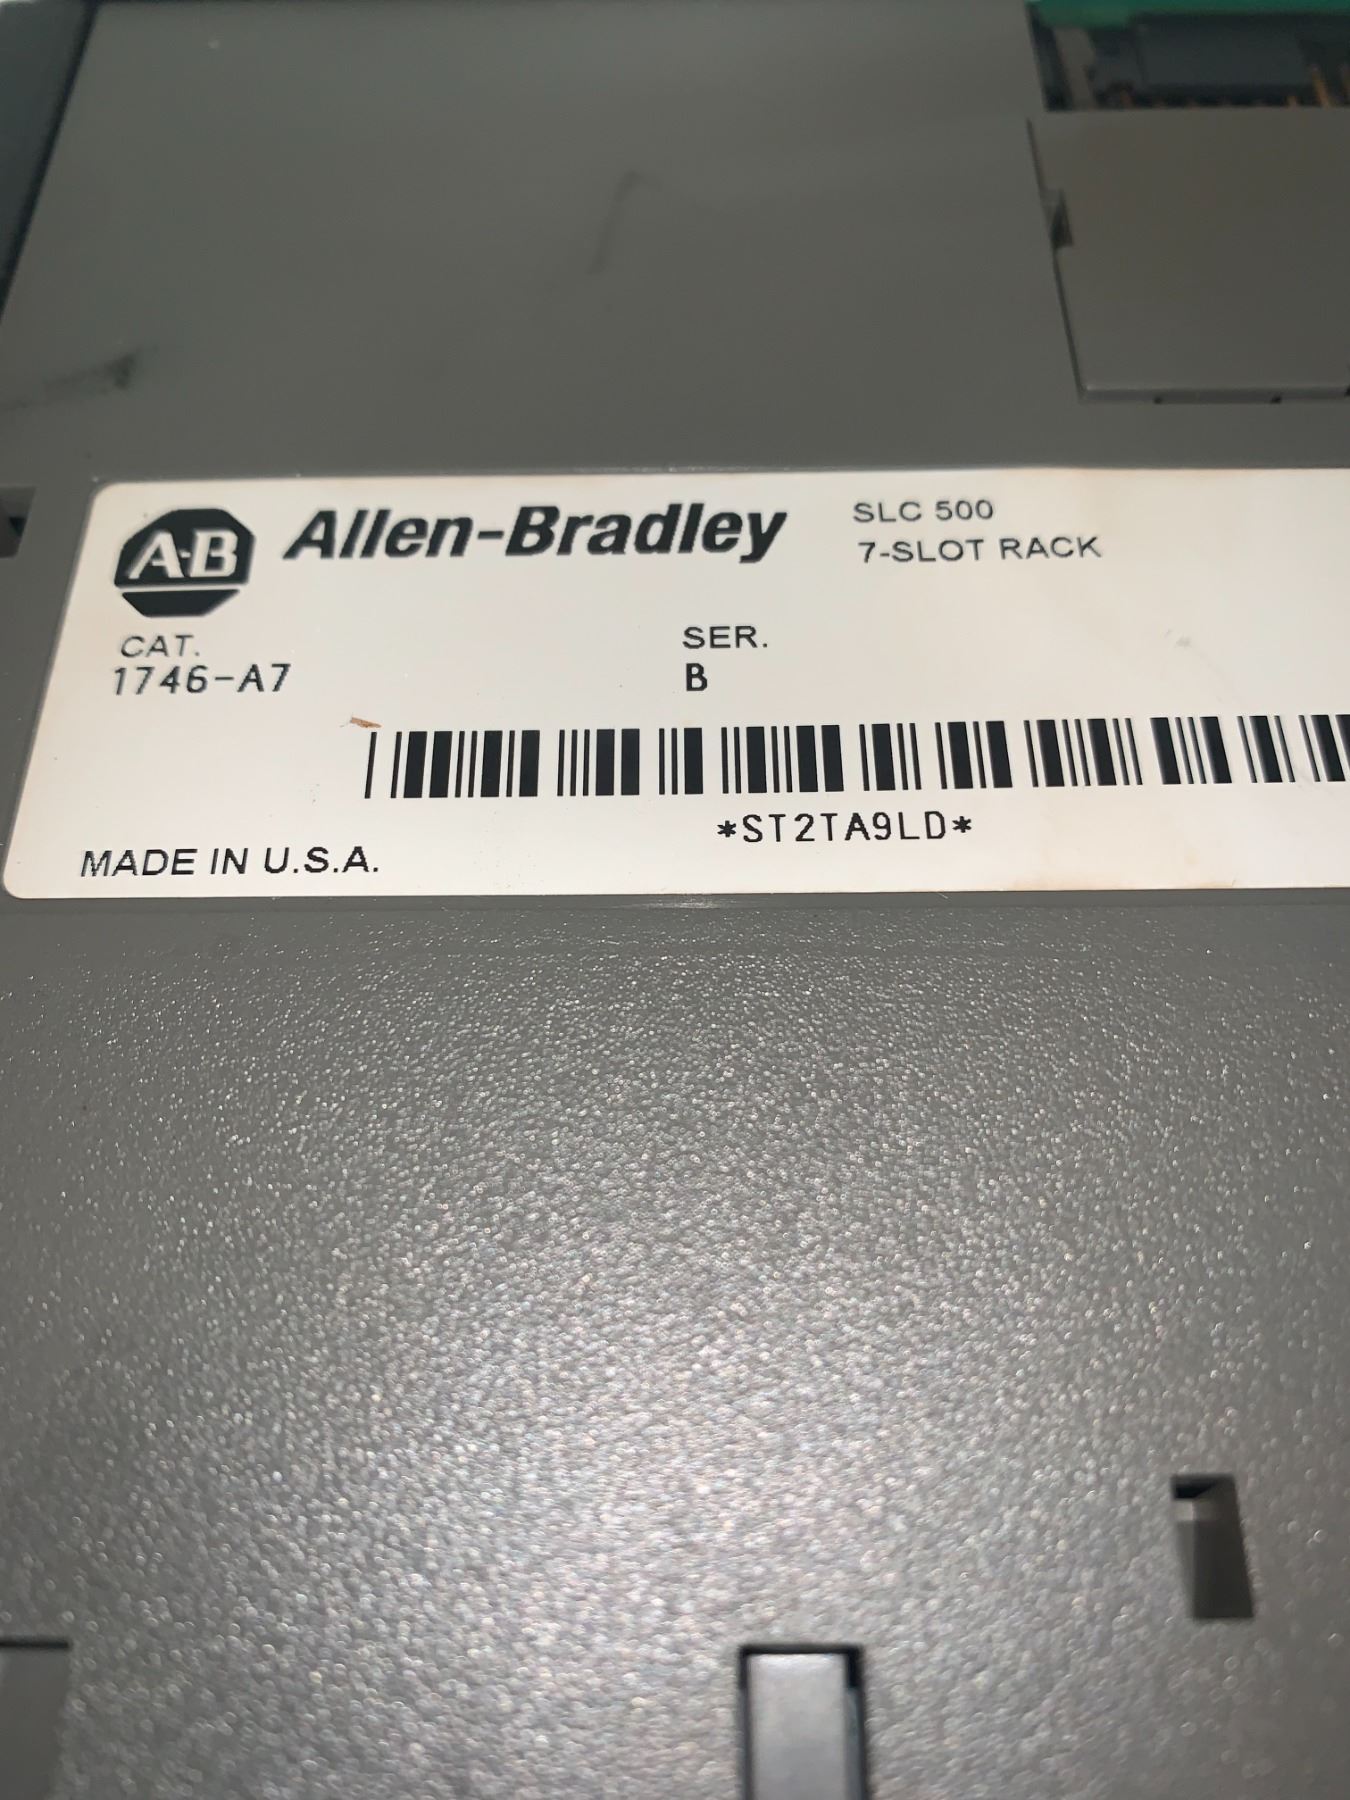 A-B Allen-Bradley
SLC 500
7-SLOT RACK
CAT.
1746-A7
SER.
B
*ST2TA9LD*
MADE IN U.S.A.